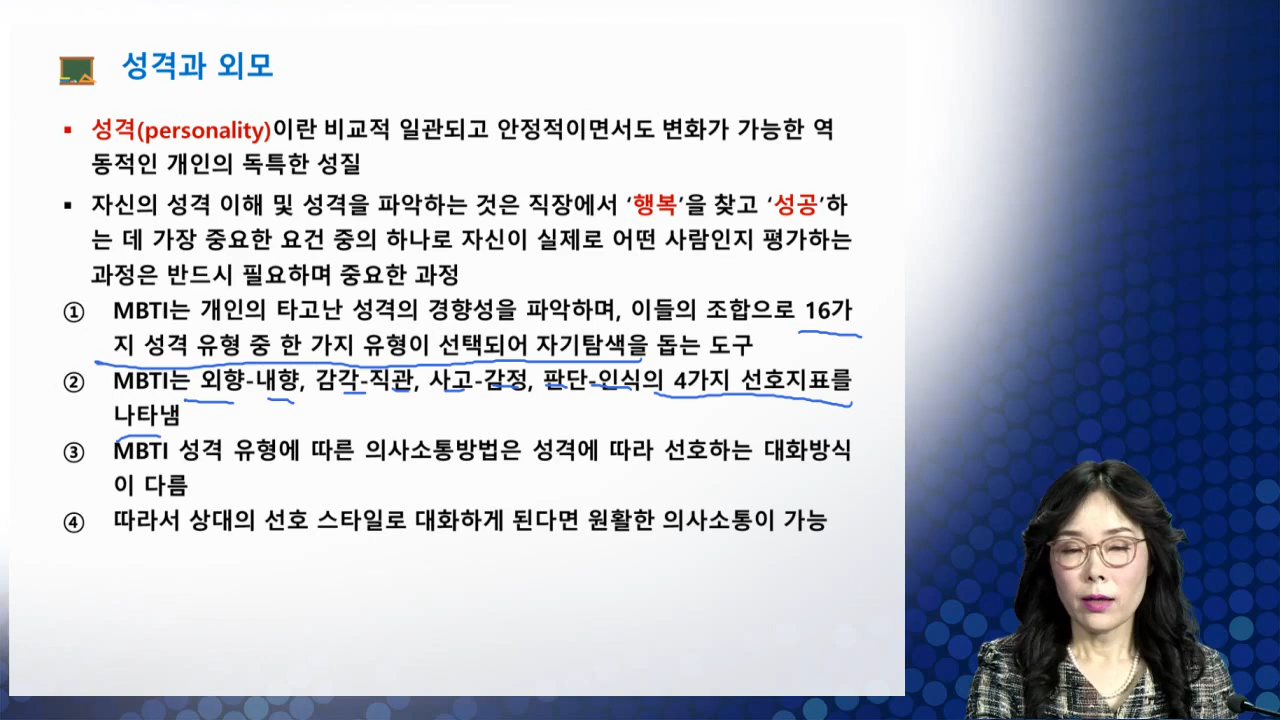 성격과 외모
▪ 성격(personality)이란 비교적 일관되고 안정적이면서도 변화가 가능한 역
동적인 개인의 독특한 성질
▪ 자신의 성격 이해 및 성격을 파악하는 것은 직장에서 ‘행복’을 찾고 ‘성공’하
는 데 가장 중요한 요건 중의 하나로 자신이 실제로 어떤 사람인지 평가하는
과정은 반드시 필요하며 중요한 과정
① MBTI는 개인의 타고난 성격의 경향성을 파악하며, 이들의 조합으로 16가
지 성격 유형 중 한 가지 유형이 선택되어 자기탐색을 돕는 도구
② MBTI는 외향-내향, 감각-직관, 사고-감정, 판단-인식의 4가지 선호지표를
나타냄
③ MBTI 성격 유형에 따른 의사소통방법은 성격에 따라 선호하는 대화방식
이 다름
④ 따라서 상대의 선호 스타일로 대화하게 된다면 원활한 의사소통이 가능